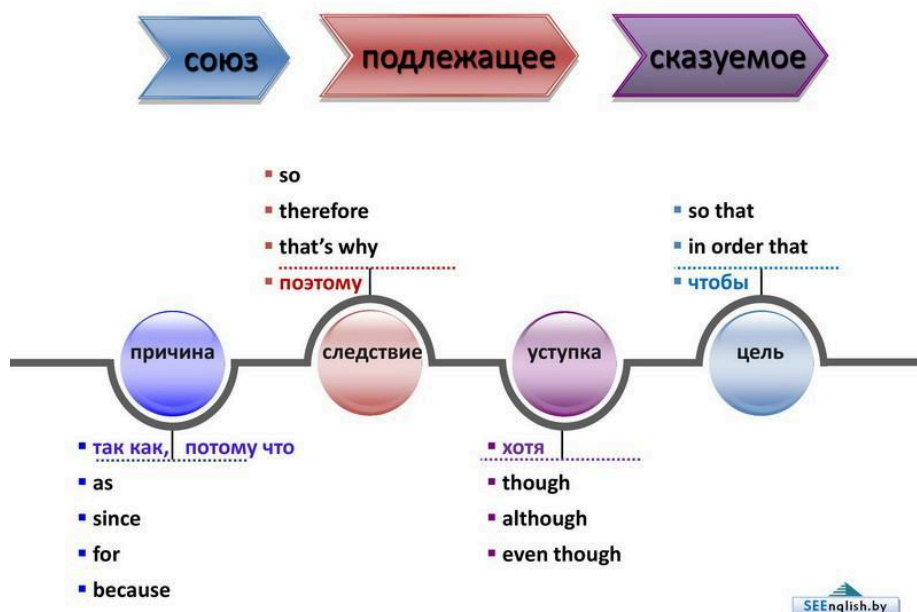 союз
подлежащее
сказуемое
▪ so
▪ therefore
▪ that's why
▪ поэтому
▪ so that
▪ in order that
▪ чтобы
причина
следствие
уступка
цель
▪ так как, потому что
▪ as
▪ since
▪ for
▪ because
▪ хотя
▪ though
▪ although
▪ even though
SEEnglish.by